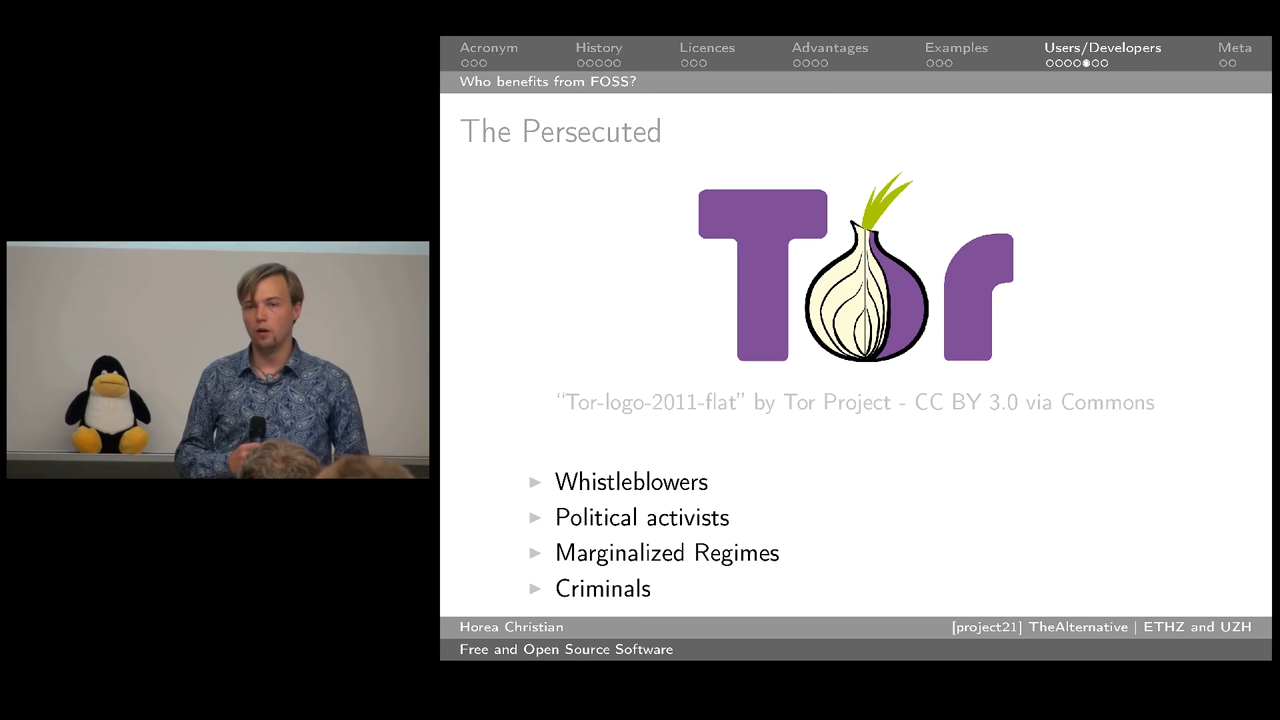 Acronym History Licences Advantages Examples Users/Developers Meta
Who benefits from FOSS?
The Persecuted
Tor
“Tor-logo-2011-flat” by Tor Project - CC BY 3.0 via Commons
Whistleblowers
Political activists
Marginalized Regimes
Criminals
Horea Christian [project21] TheAlternative | ETHZ and UZH
Free and Open Source Software